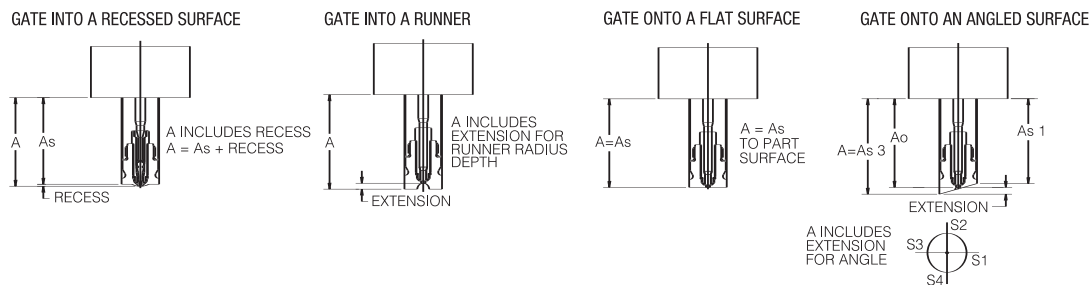 GATE INTO A RECESSED SURFACE
A
As
A INCLUDES RECESS
A = As + RECESS
RECESS
GATE INTO A RUNNER
A
A INCLUDES
EXTENSION FOR
RUNNER RADIUS
DEPTH
EXTENSION
GATE ONTO A FLAT SURFACE
A=As
A = As
TO PART
SURFACE
GATE ONTO AN ANGLED SURFACE
A=As 3
Ao
As 1
EXTENSION
A INCLUDES
EXTENSION
FOR ANGLE
S2
S3
S1
S4